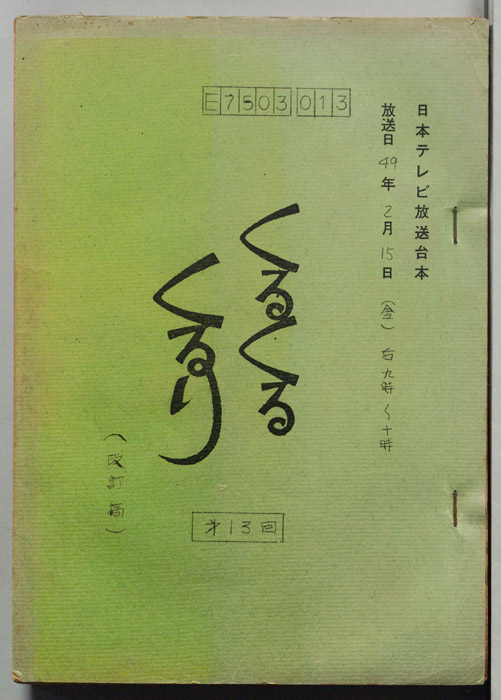 E7503013
日本テレビ放送台本
放送日 49年2月15日(金)后九時〜十時
くるくる
くるり
(改訂稿)
第13回